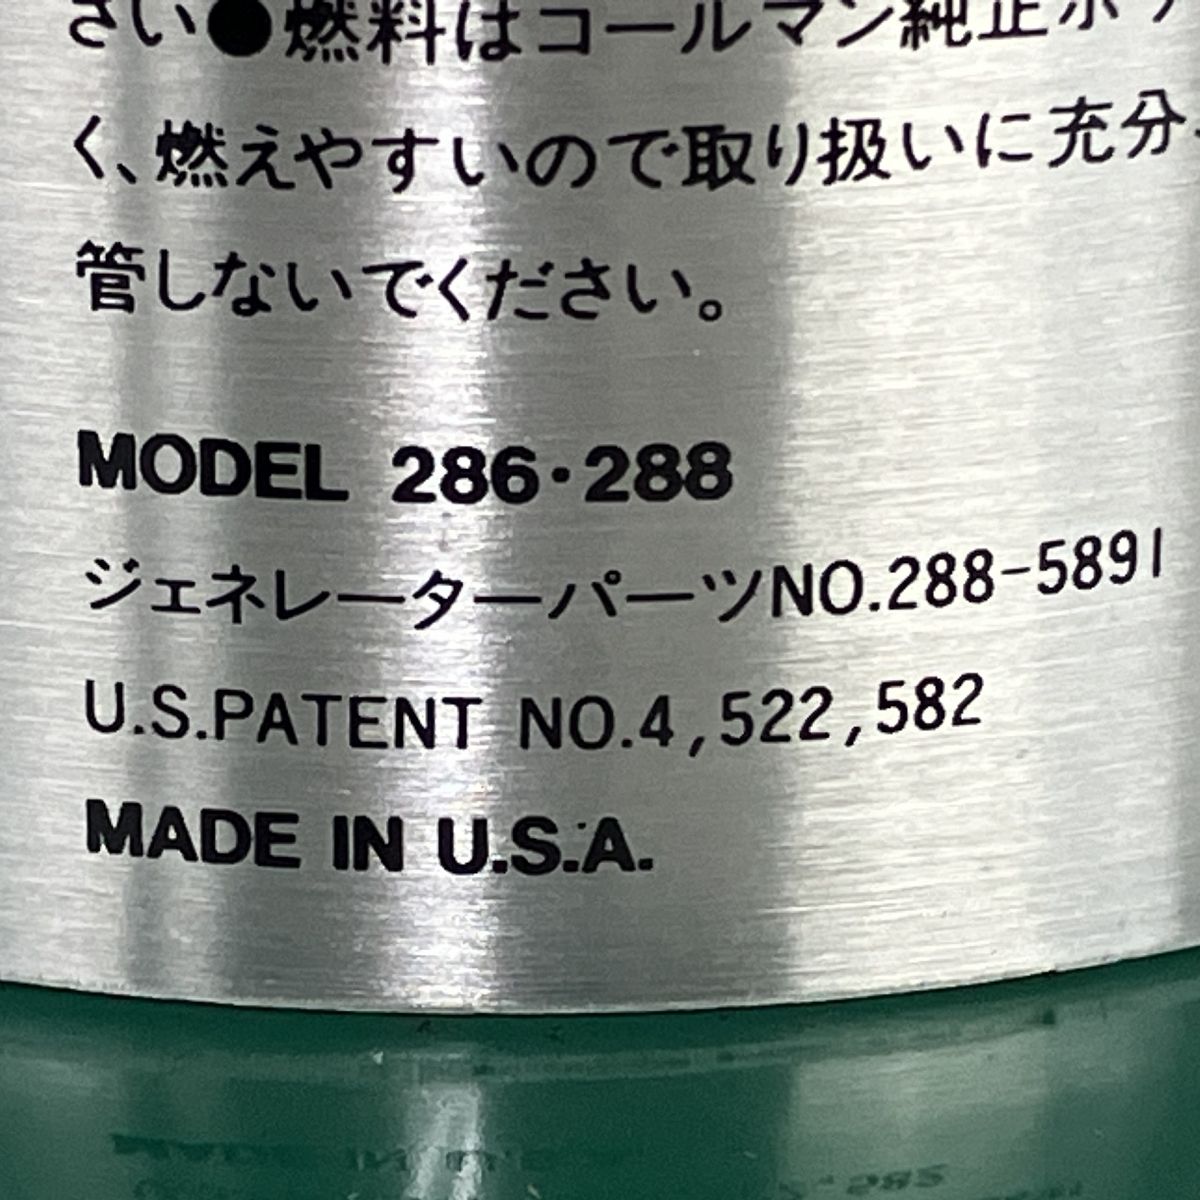 さい●燃料はコールマン純正ホワ
く、燃えやすいので取り扱いに充分
管しないでください。
MODEL 286・288
ジェネレーターパーツNO.288-5891
U.S.PATENT NO.4,522,582
MADE IN U.S.A.